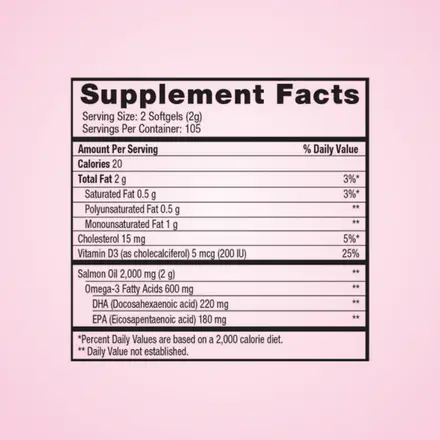 Supplement Facts
Serving Size: 2 Softgels (2g)
Servings Per Container: 105
Amount Per Serving % Daily Value
Calories 20
Total Fat 2 g 3%*
Saturated Fat 0.5 g 3%*
Polyunsaturated Fat 0.5 g **
Monounsaturated Fat 1 g **
Cholesterol 15 mg 5%*
Vitamin D3 (as cholecalciferol) 5 mcg (200 IU) 25%
Salmon Oil 2,000 mg (2 g) **
Omega-3 Fatty Acids 600 mg **
DHA (Docosahexaenoic acid) 220 mg **
EPA (Eicosapentaenoic acid) 180 mg **
*Percent Daily Values are based on a 2,000 calorie diet.
** Daily Value not established.